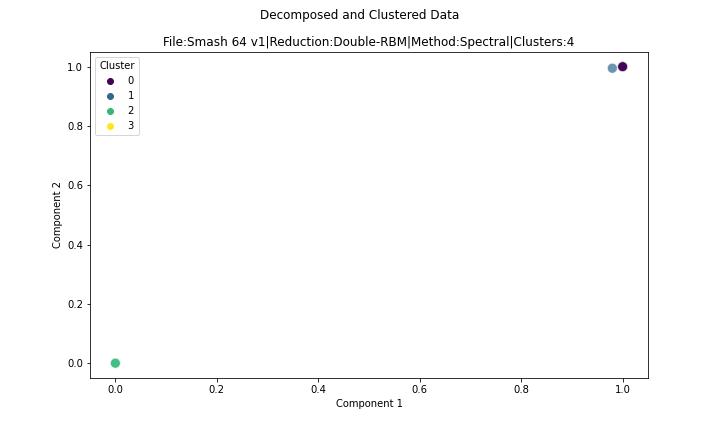 Decomposed and Clustered Data
File:Smash 64 v1|Reduction:Double-RBM|Method:Spectral|Clusters:4
Cluster
0
1
2
3
1.0
0.8
0.6
0.4
0.2
0.0
Component 2
0.0 0.2 0.4 0.6 0.8 1.0
Component 1